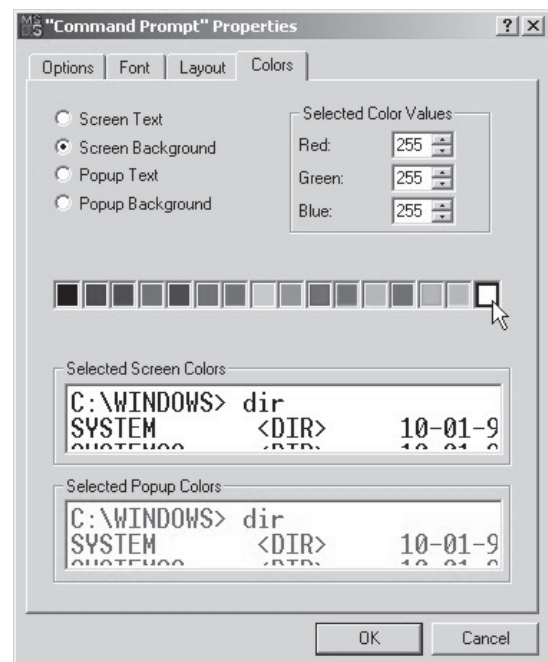 "Command Prompt" Properties
Options Font Layout Colors
Screen Text
Screen Background
Popup Text
Popup Background
Selected Color Values
Red: 255
Green: 255
Blue: 255
Selected Screen Colors
C:\WINDOWS> dir
SYSTEM <DIR> 10-01-9
Selected Popup Colors
C:\WINDOWS> dir
SYSTEM <DIR> 10-01-9
OK Cancel